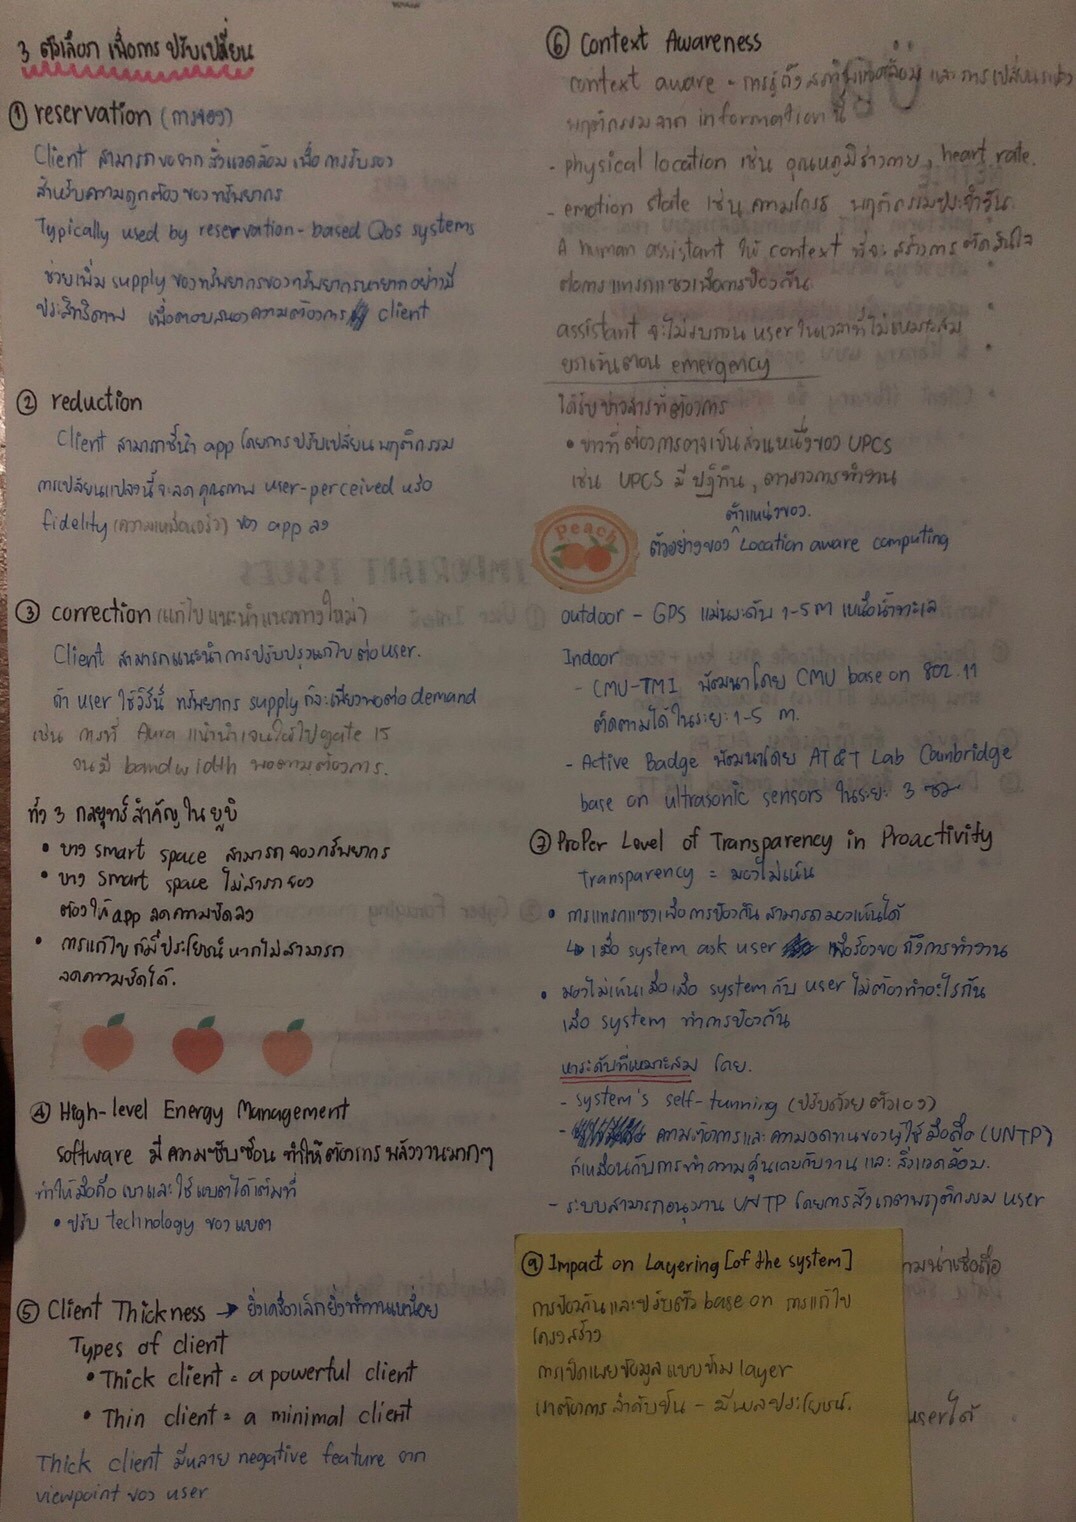 3 ตัวเลือก เพื่อการ ปรับเปลี่ยน
① reservation (การจอง)
Client สามารถขอจาก สิ่งแวดล้อม เพื่อ การรับรอง
สำหรับความถูกต้อง ของทรัพยากร
Typically used by reservation-based Qos systems
ช่วยเพิ่ม supply ของทรัพยากรของทรัพยากรหายากอย่างมี
ประสิทธิภาพ เพื่อตอบสนองความต้องการ client
② reduction
Client สามารถชี้นำ app โดยการ ปรับเปลี่ยน พฤติกรรม
การเปลี่ยนแปลงนี้ จะลด คุณภาพ user-perceived หรือ
fidelity (ความเหมือนจริง) ของ app ลง
③ correction (แก้ไข แนะนำแนวทางใหม่)
Client สามารถแนะนำ การปรับปรุงแก้ไข ต่อ user.
ถ้า user ใช้วิธีนี้ ทรัพยากร supply ก็จะเพียงพอต่อ demand
เช่น การที่ Aura แนะนำ เจนให้ไป gate 15
จนมี bandwidth พอตามต้องการ.
ทั้ง 3 กลยุทธ์ สำคัญ ใน ยูบิ
• บาง smart space สามารถ จองทรัพยากร
• บาง smart space ไม่สามารถ จอง
ต้องให้ app ลด ความชัดลง
• การแก้ไข ก็มีประโยชน์ หากไม่สามารถ
ลดความชัดได้.
④ High-level Energy Management
software มี ความซับซ้อน ทำให้ ต้องการ พลังงานมากๆ
ทำให้มือถือ เบาและ ใช้ แบตได้เต็มที่
• ปรับ technology ของ แบต
⑤ Client Thickness → ยิ่งเครื่องเล็กยิ่งทำงานเหนื่อย
Types of client
• Thick client = a powerful client
• Thin client = a minimal client
Thick client มีหลาย negative feature จาก
viewpoint ของ user
⑥ Context Awareness
context aware - การรู้ถึง สภาพแวดล้อม และ การเปลี่ยนแปลง
พฤติกรรมจาก information นี้
- physical location เช่น อุณหภูมิร่างกาย, heart rate.
- emotion state เช่น ความโกรธ พฤติกรรมประจำวัน
A human assistant ใช้ context ที่จะ สร้างการ ตัดสินใจ
ต่อการ แทรกแซงเพื่อการป้องกัน
assistant จะไม่รบกวน user ในเวลาที่ไม่เหมาะสม
ยกเว้นตอน emergency
ได้รับ ข่าวสารที่ต้องการ
• ข่าวที่ ต้องการอาจเป็น ส่วนหนึ่งของ UPCS
เช่น UPCS มี ปฏิทิน, ตารางการทำงาน
Peach
ตำแหน่งของ.
ตัวอย่างของ Location aware computing
outdoor - GPS แม่นระดับ 1-5 m เหนือน้ำทะเล
Indoor
- CMU-TMI พัฒนาโดย CMU base on 802.11
ติดตามได้ในระยะ 1-5 m.
- Active Badge พัฒนาโดย AT&T Lab Cambridge
base on ultrasonic sensors ในระยะ 3 ซม
⑦ Proper Level of Transparency in Proactivity
Transparency = มองไม่เห็น
• การแทรกแซงเพื่อการป้องกัน สามารถมองเห็นได้
↳ เมื่อ system ask user เพื่อร้องขอ ถึงการทำงาน
• มองไม่เห็นเมื่อ เมื่อ system กับ user ไม่ต้องทำอะไรกัน
เมื่อ system ทำการป้องกัน
หาระดับที่เหมาะสม โดย.
- system's self-tunning (ปรับด้วย ตัวเอง)
- ความต้องการและ ความอดทนของผู้ใช้ มือถือ (UNTP)
ก็เหมือนกับการทำความคุ้นเคยกับงาน และ สิ่งแวดล้อม.
- ระบบสามารถอนุมาน UNTP โดยการสังเกตพฤติกรรม user
⑨ Impact on Layering [of the system]
การป้องกัน และปรับตัว base on การแก้ไข
โครงสร้าง
การเปิดเผยข้อมูล แบบข้าม layer
เราต้องการ ลำดับชั้น - มีผลประโยชน์.
ความน่าเชื่อถือ
user ได้